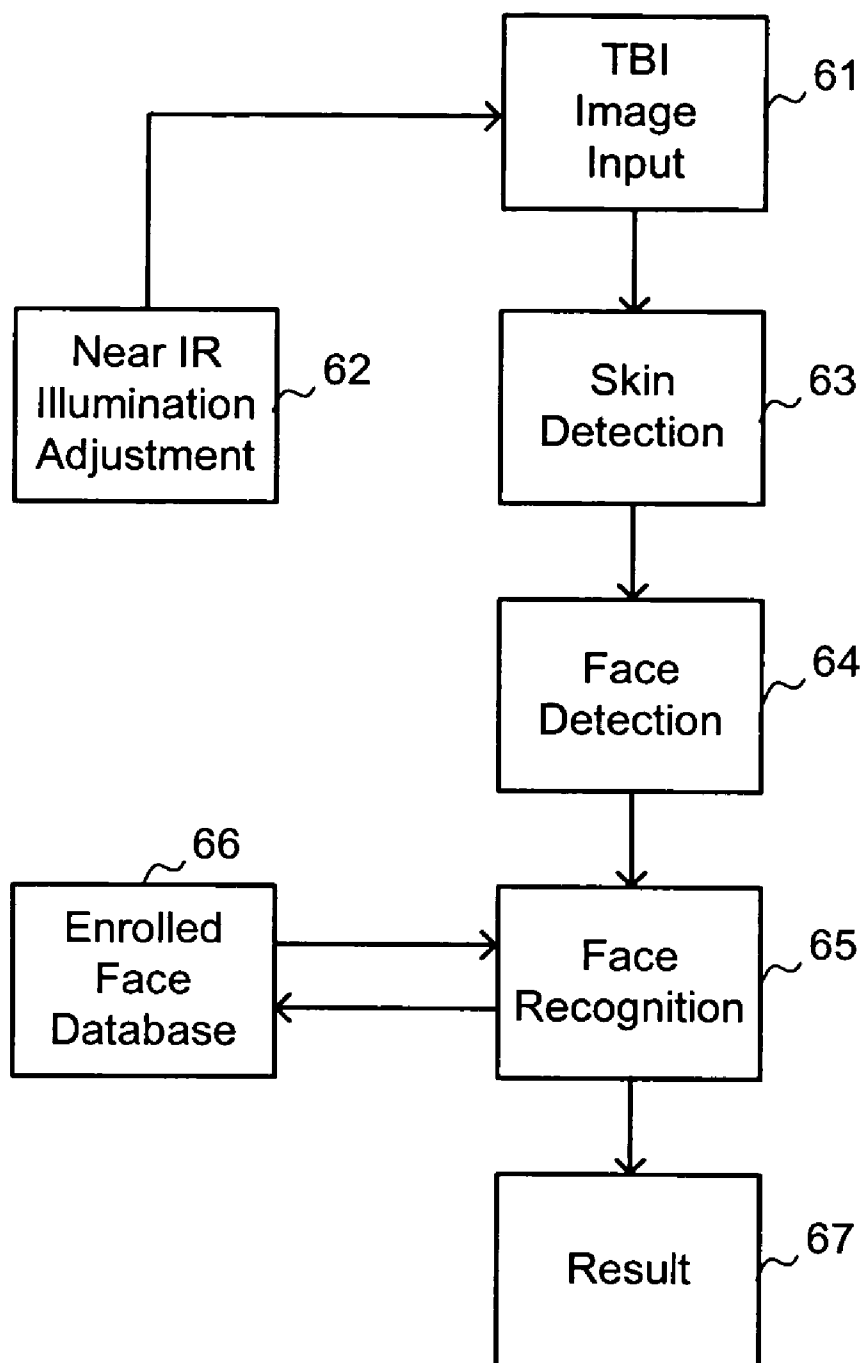 TBI
Image
Input
61
Near IR
Illumination
Adjustment
62
Skin
Detection
63
Face
Detection
64
66
Enrolled
Face
Database
Face
Recognition
65
Result
67